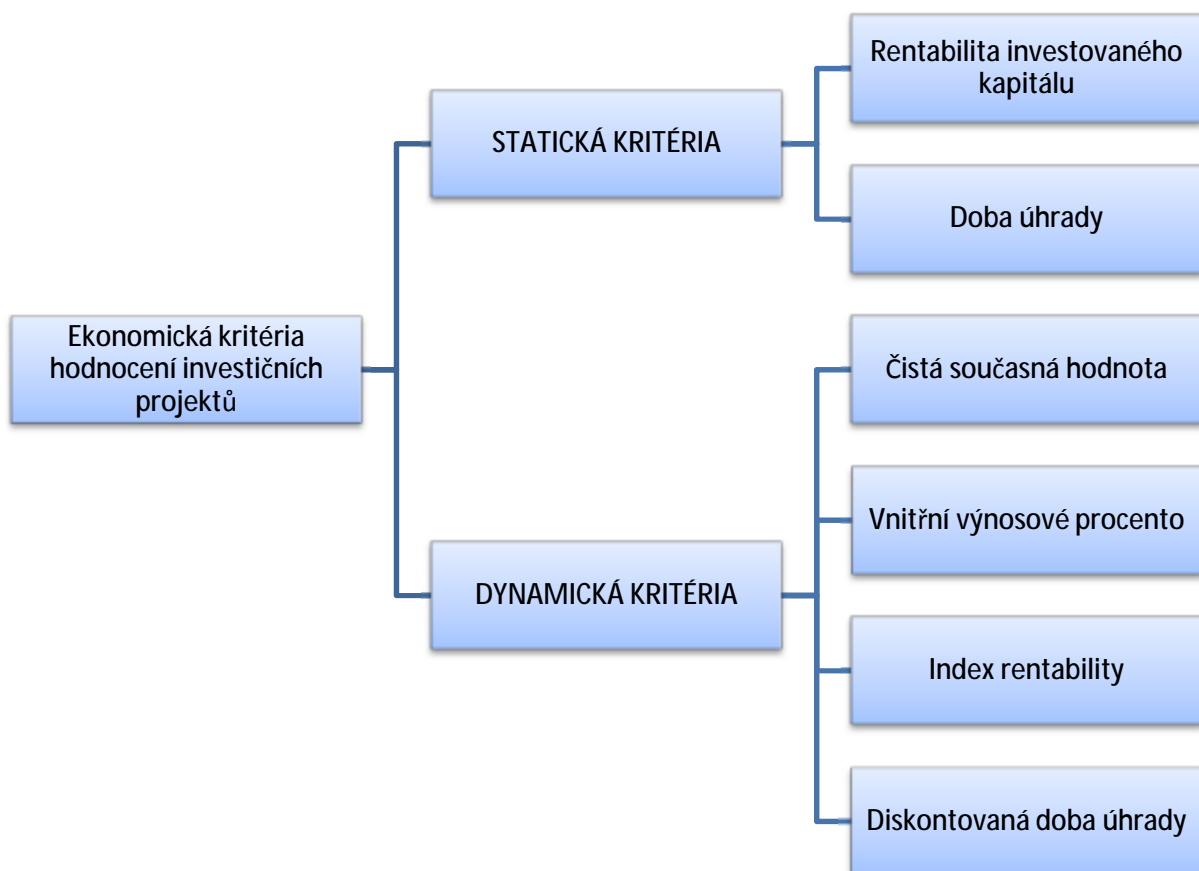 Ekonomická kritéria
hodnocení investičních
projektů
STATICKÁ KRITÉRIA
Rentabilita investovaného
kapitálu
Doba úhrady
DYNAMICKÁ KRITÉRIA
Čistá současná hodnota
Vnitřní výnosové procento
Index rentability
Diskontovaná doba úhrady